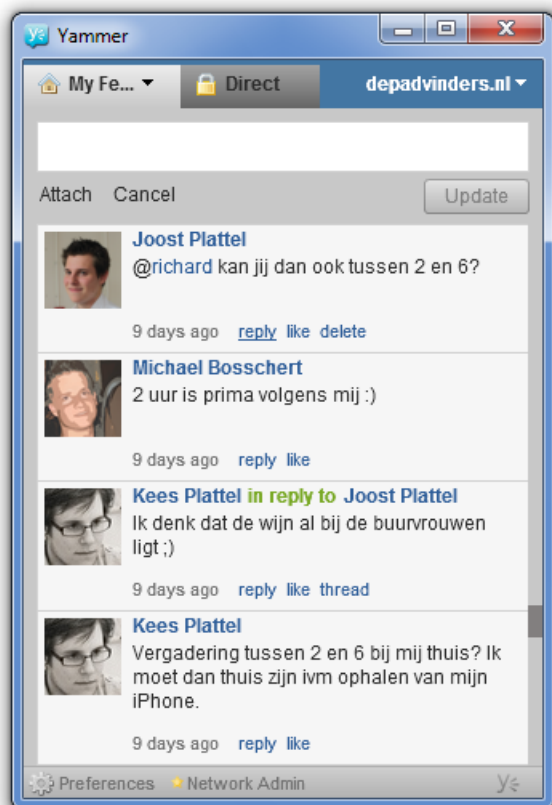 Yammer
My Fe... Direct depadvinders.nl
Attach Cancel Update
Joost Plattel
@richard kan jij dan ook tussen 2 en 6?
9 days ago reply like delete
Michael Bosschert
2 uur is prima volgens mij :)
9 days ago reply like
Kees Plattel in reply to Joost Plattel
Ik denk dat de wijn al bij de buurvrouwen
ligt ;)
9 days ago reply like thread
Kees Plattel
Vergadering tussen 2 en 6 bij mij thuis? Ik
moet dan thuis zijn ivm ophalen van mijn
iPhone.
9 days ago reply like
Preferences Network Admin